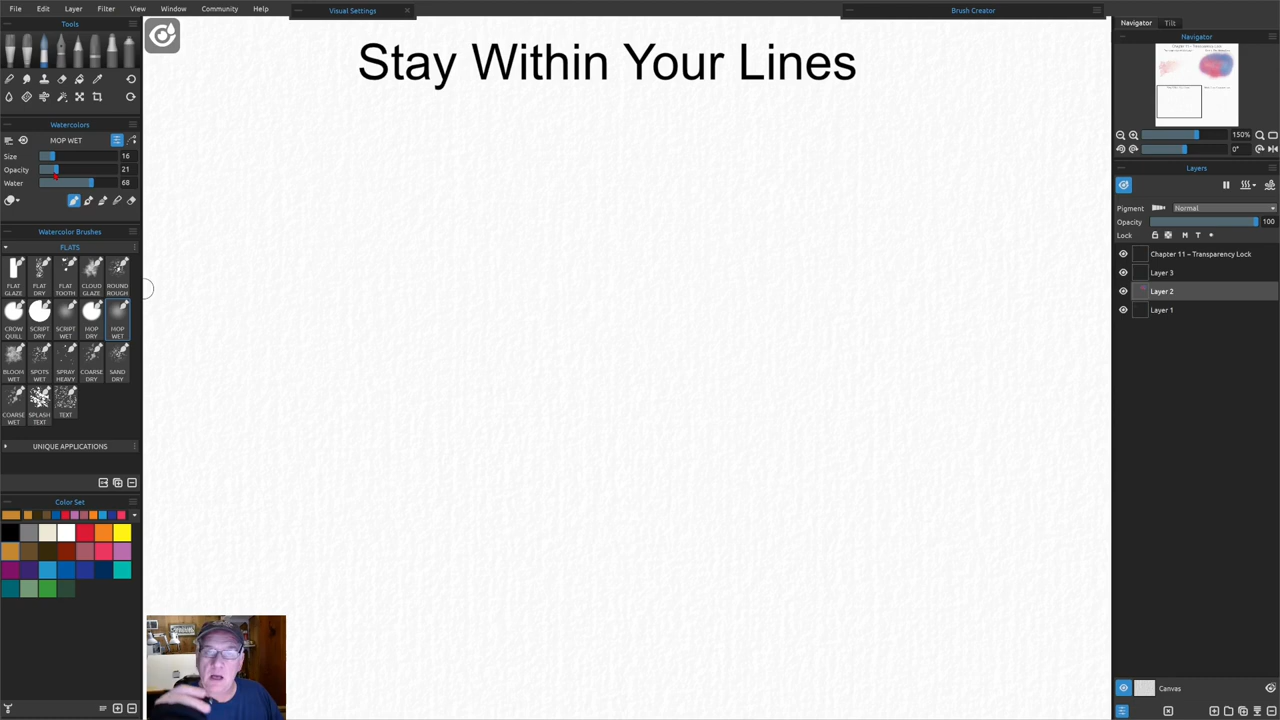 File Edit Layer Filter View Window Community Help
Visual Settings
Brush Creator
Tools
Stay Within Your Lines
Watercolors
MOP WET
Size 16
Opacity 21
Water 68
Watercolor Brushes
FLATS
FLAT GLAZE
FLAT DRY
FLAT TOOTH
CLOUD GLAZE
ROUND ROUGH
CROW QUILL
SCRIPT DRY
SCRIPT WET
MOP DRY
MOP WET
BLOOM WET
SPOTS WET
SPRAY HEAVY
COARSE DRY
SAND DRY
COARSE WET
SPLASH TEXT
TEXT
UNIQUE APPLICATIONS
Color Set
Navigator Tilt
Navigator
Chapter 11 – Transparency Lock
150%
0°
Layers
Pigment Normal
Opacity 100
Lock M T
Chapter 11 – Transparency Lock
Layer 3
Layer 2
Layer 1
Canvas